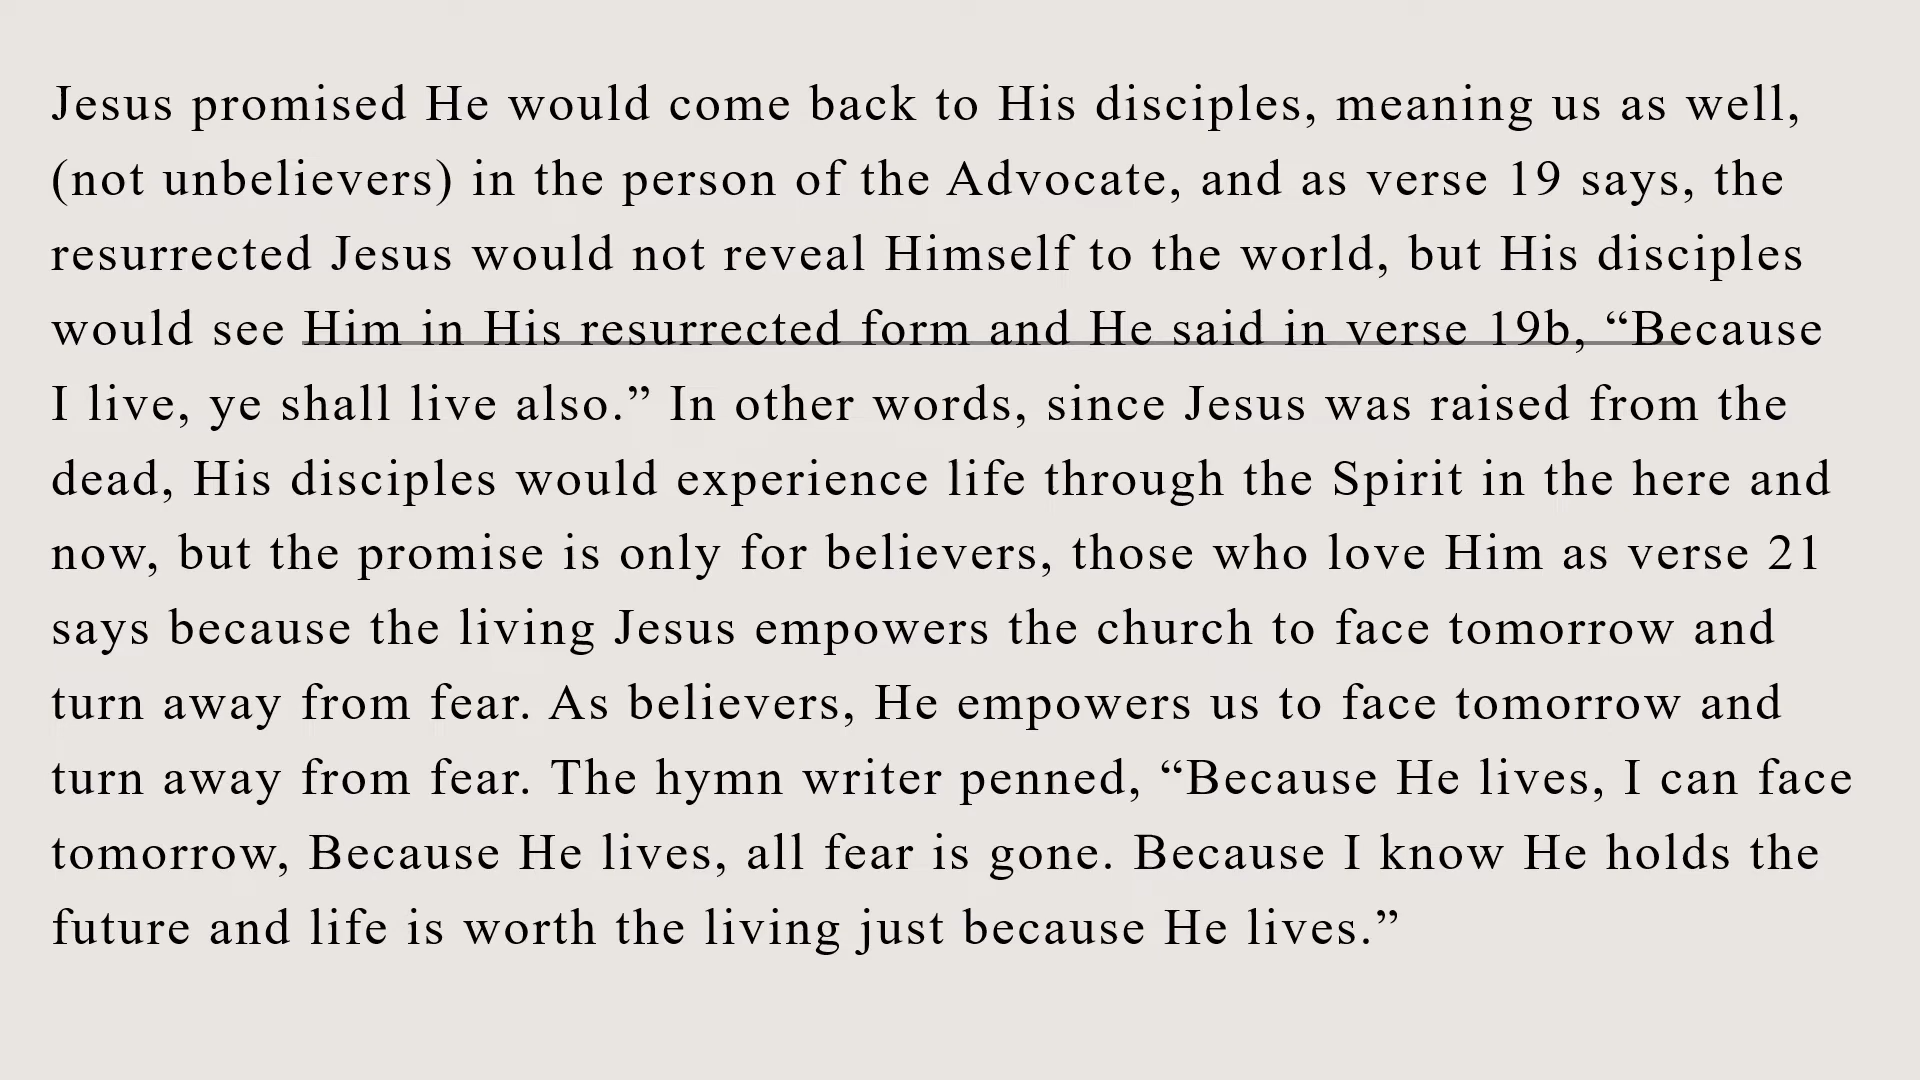 Jesus promised He would come back to His disciples, meaning us as well,
(not unbelievers) in the person of the Advocate, and as verse 19 says, the
resurrected Jesus would not reveal Himself to the world, but His disciples
would see Him in His resurrected form and He said in verse 19b, “Because
I live, ye shall live also.” In other words, since Jesus was raised from the
dead, His disciples would experience life through the Spirit in the here and
now, but the promise is only for believers, those who love Him as verse 21
says because the living Jesus empowers the church to face tomorrow and
turn away from fear. As believers, He empowers us to face tomorrow and
turn away from fear. The hymn writer penned, “Because He lives, I can face
tomorrow, Because He lives, all fear is gone. Because I know He holds the
future and life is worth the living just because He lives.”